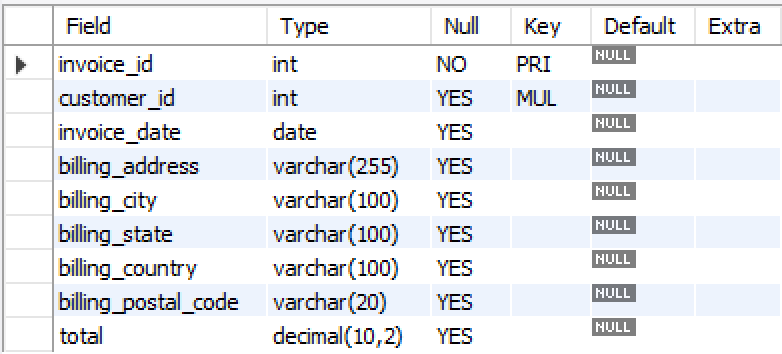 Field Type Null Key Default Extra
invoice_id int NO PRI NULL
customer_id int YES MUL NULL
invoice_date date YES NULL
billing_address varchar(255) YES NULL
billing_city varchar(100) YES NULL
billing_state varchar(100) YES NULL
billing_country varchar(100) YES NULL
billing_postal_code varchar(20) YES NULL
total decimal(10,2) YES NULL